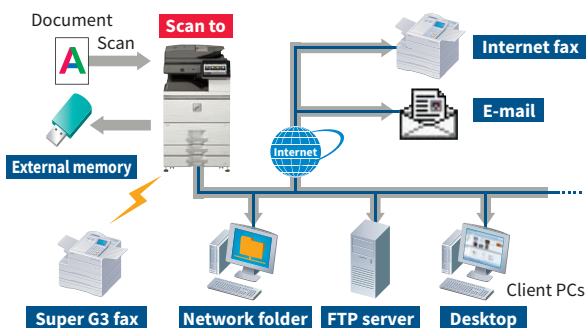 Document
Scan
A
Scan to
Internet fax
E-mail
External memory
Internet
Client PCs
Super G3 fax
Network folder
FTP server
Desktop